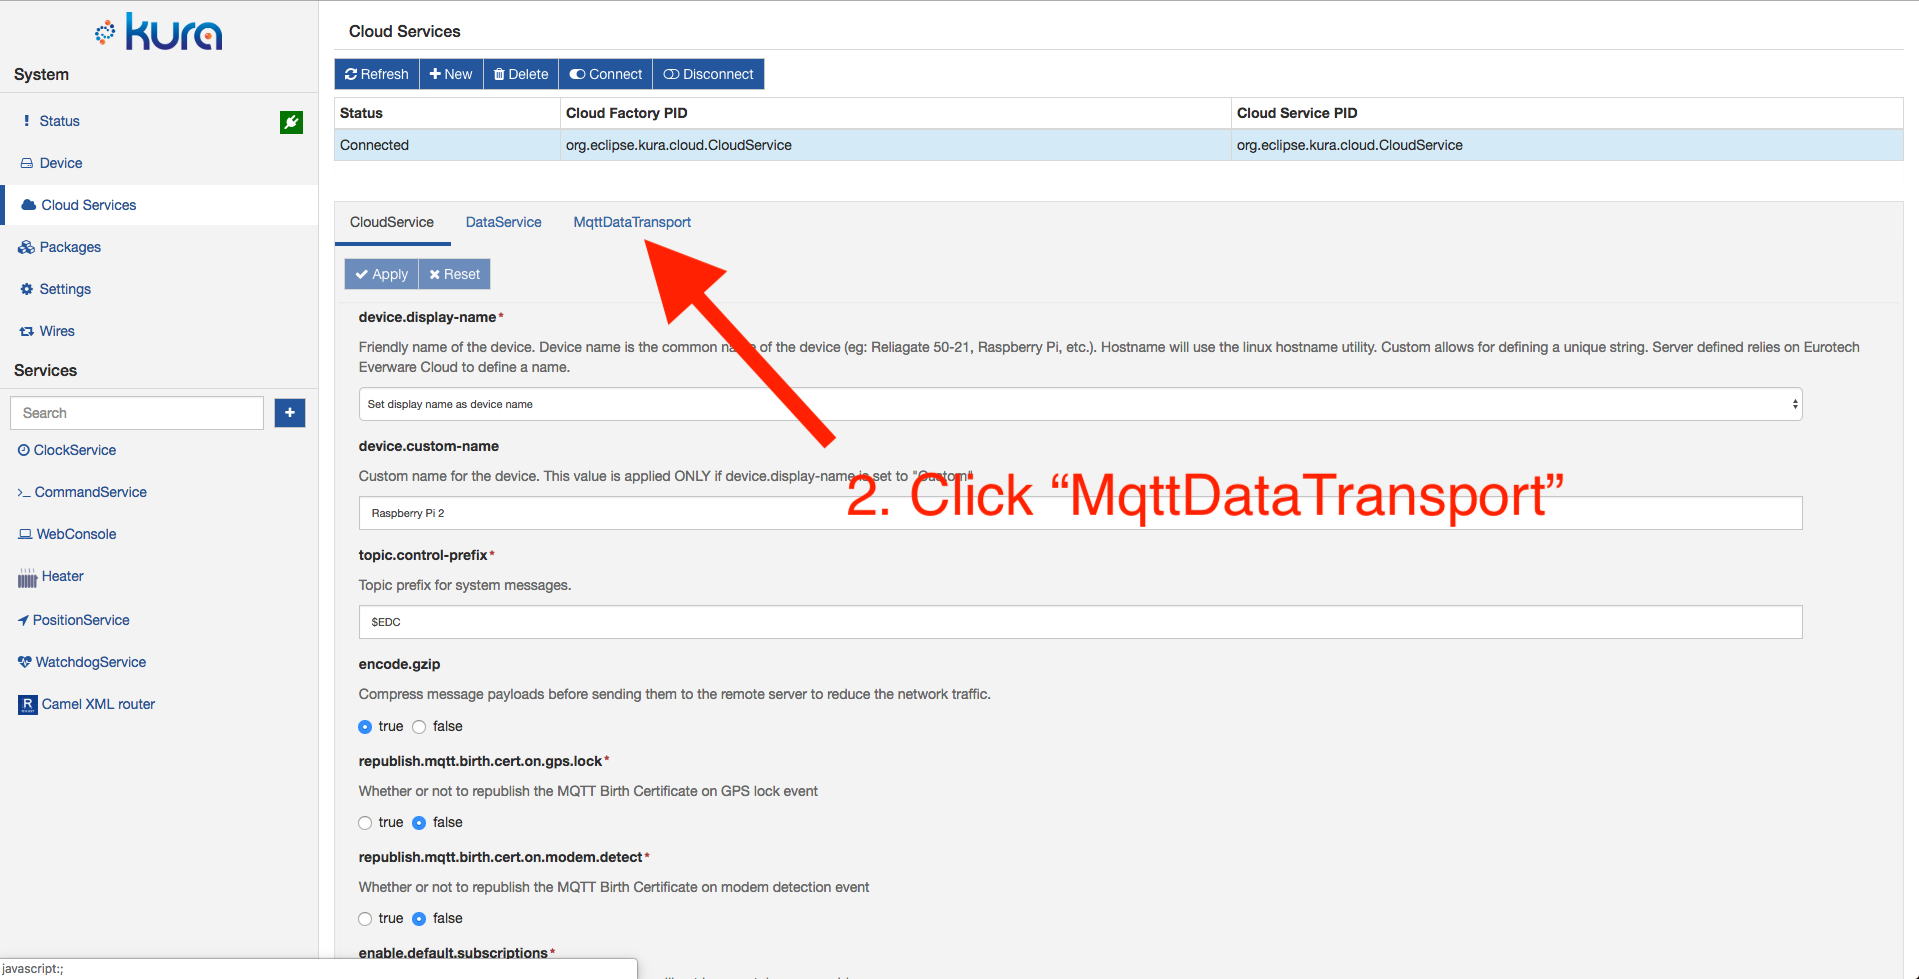 kura
System
Status
Device
Cloud Services
Packages
Settings
Wires
Services
Search
ClockService
CommandService
WebConsole
Heater
PositionService
WatchdogService
Camel XML router
javascript:;
Cloud Services
Refresh New Delete Connect Disconnect
Status Cloud Factory PID Cloud Service PID
Connected org.eclipse.kura.cloud.CloudService org.eclipse.kura.cloud.CloudService
CloudService DataService MqttDataTransport
Apply Reset
device.display-name*
Friendly name of the device. Device name is the common name of the device (eg: Reliagate 50-21, Raspberry Pi, etc.). Hostname will use the linux hostname utility. Custom allows for defining a unique string. Server defined relies on Eurotech
Everware Cloud to define a name.
Set display name as device name
device.custom-name
Custom name for the device. This value is applied ONLY if device.display-name is set to "Custom"
2. Click “MqttDataTransport”
Raspberry Pi 2
topic.control-prefix*
Topic prefix for system messages.
$EDC
encode.gzip
Compress message payloads before sending them to the remote server to reduce the network traffic.
true false
republish.mqtt.birth.cert.on.gps.lock*
Whether or not to republish the MQTT Birth Certificate on GPS lock event
true false
republish.mqtt.birth.cert.on.modem.detect*
Whether or not to republish the MQTT Birth Certificate on modem detection event
true false
enable.default.subscriptions*